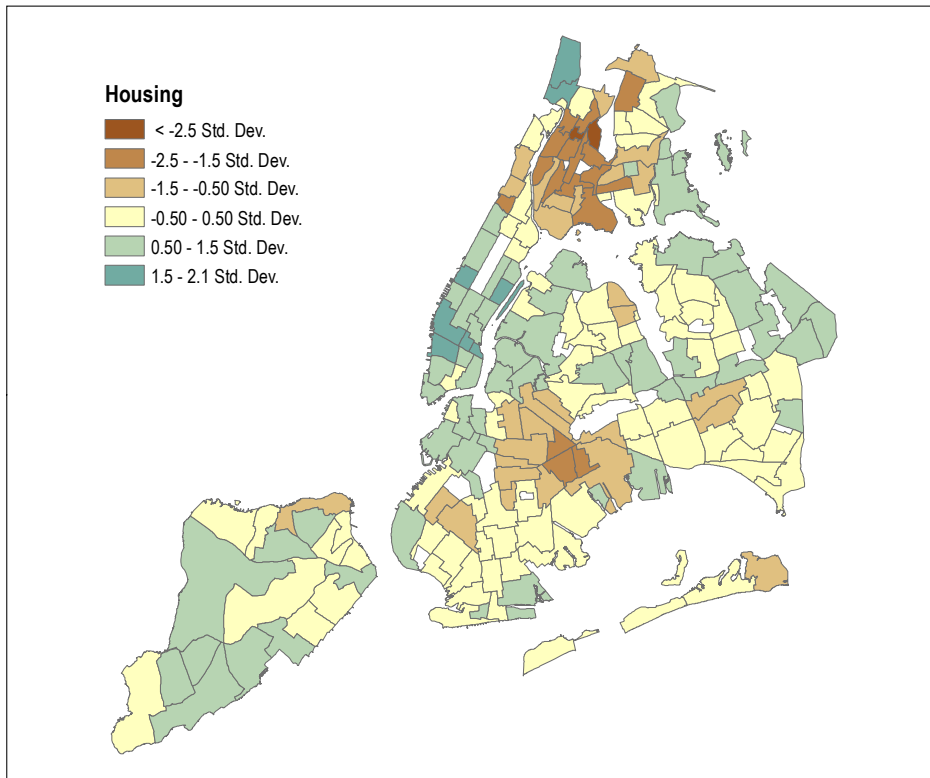 Housing
< -2.5 Std. Dev.
-2.5 - -1.5 Std. Dev.
-1.5 - -0.50 Std. Dev.
-0.50 - 0.50 Std. Dev.
0.50 - 1.5 Std. Dev.
1.5 - 2.1 Std. Dev.